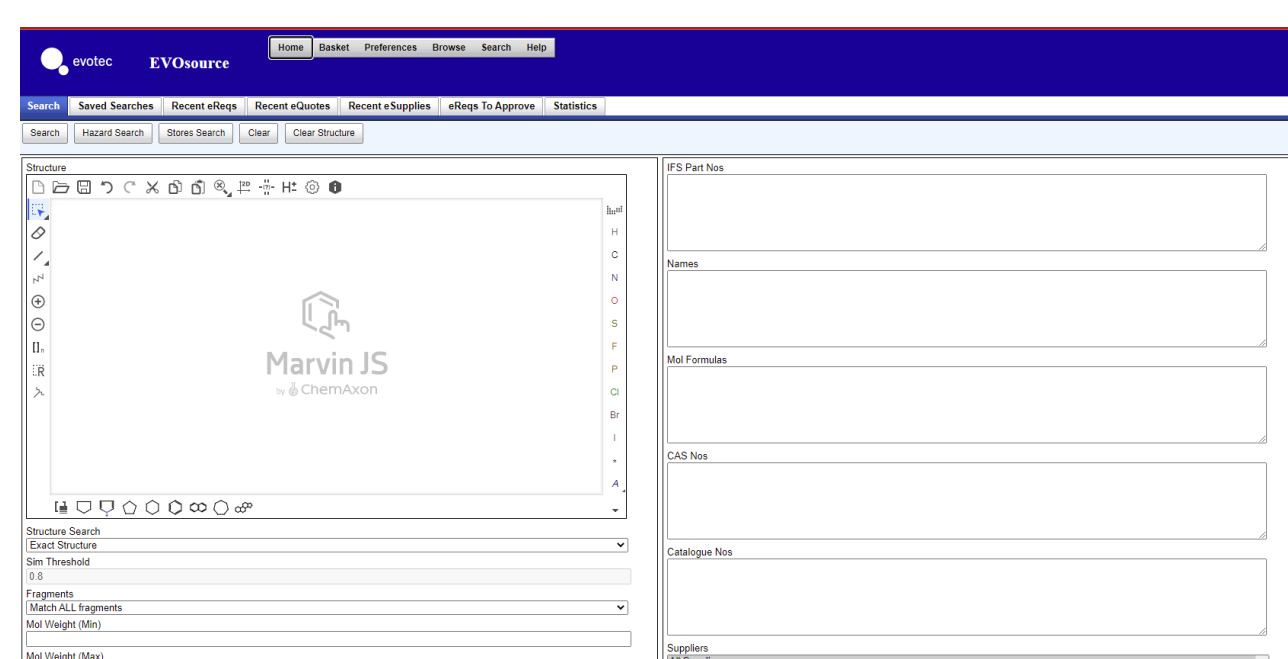 Home Basket Preferences Browse Search Help
evotec EVOsource
Search Saved Searches Recent eReqs Recent eQuotes Recent eSupplies eReqs To Approve Statistics
Search Hazard Search Stores Search Clear Clear Structure
Structure
2D
H±
H
C
N
O
S
F
P
Cl
Br
I
*
A
R
Marvin JS
by ChemAxon
Structure Search
Exact Structure
Sim Threshold
0.8
Fragments
Match ALL fragments
Mol Weight (Min)
Mol Weight (Max)
IFS Part Nos
Names
Mol Formulas
CAS Nos
Catalogue Nos
Suppliers